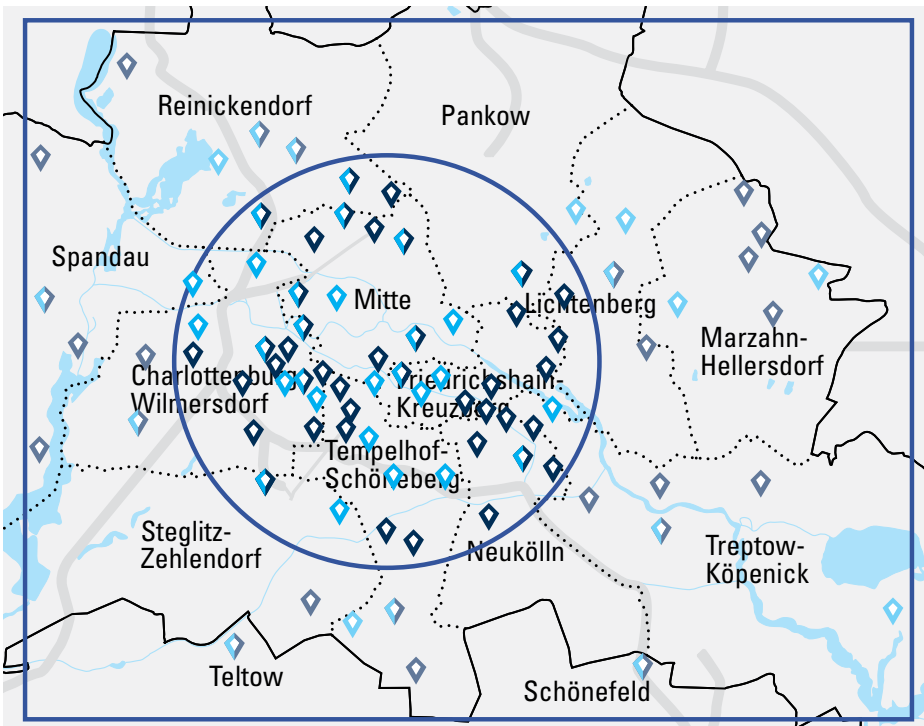 Reinickendorf
Pankow
Spandau
Mitte
Lichtenberg
Marzahn-
Hellersdorf
Charlottenburg
Wilmersdorf
Friedrichshain-
Kreuzberg
Tempelhof-
Schöneberg
Steglitz-
Zehlendorf
Neukölln
Treptow-
Köpenick
Teltow
Schönefeld